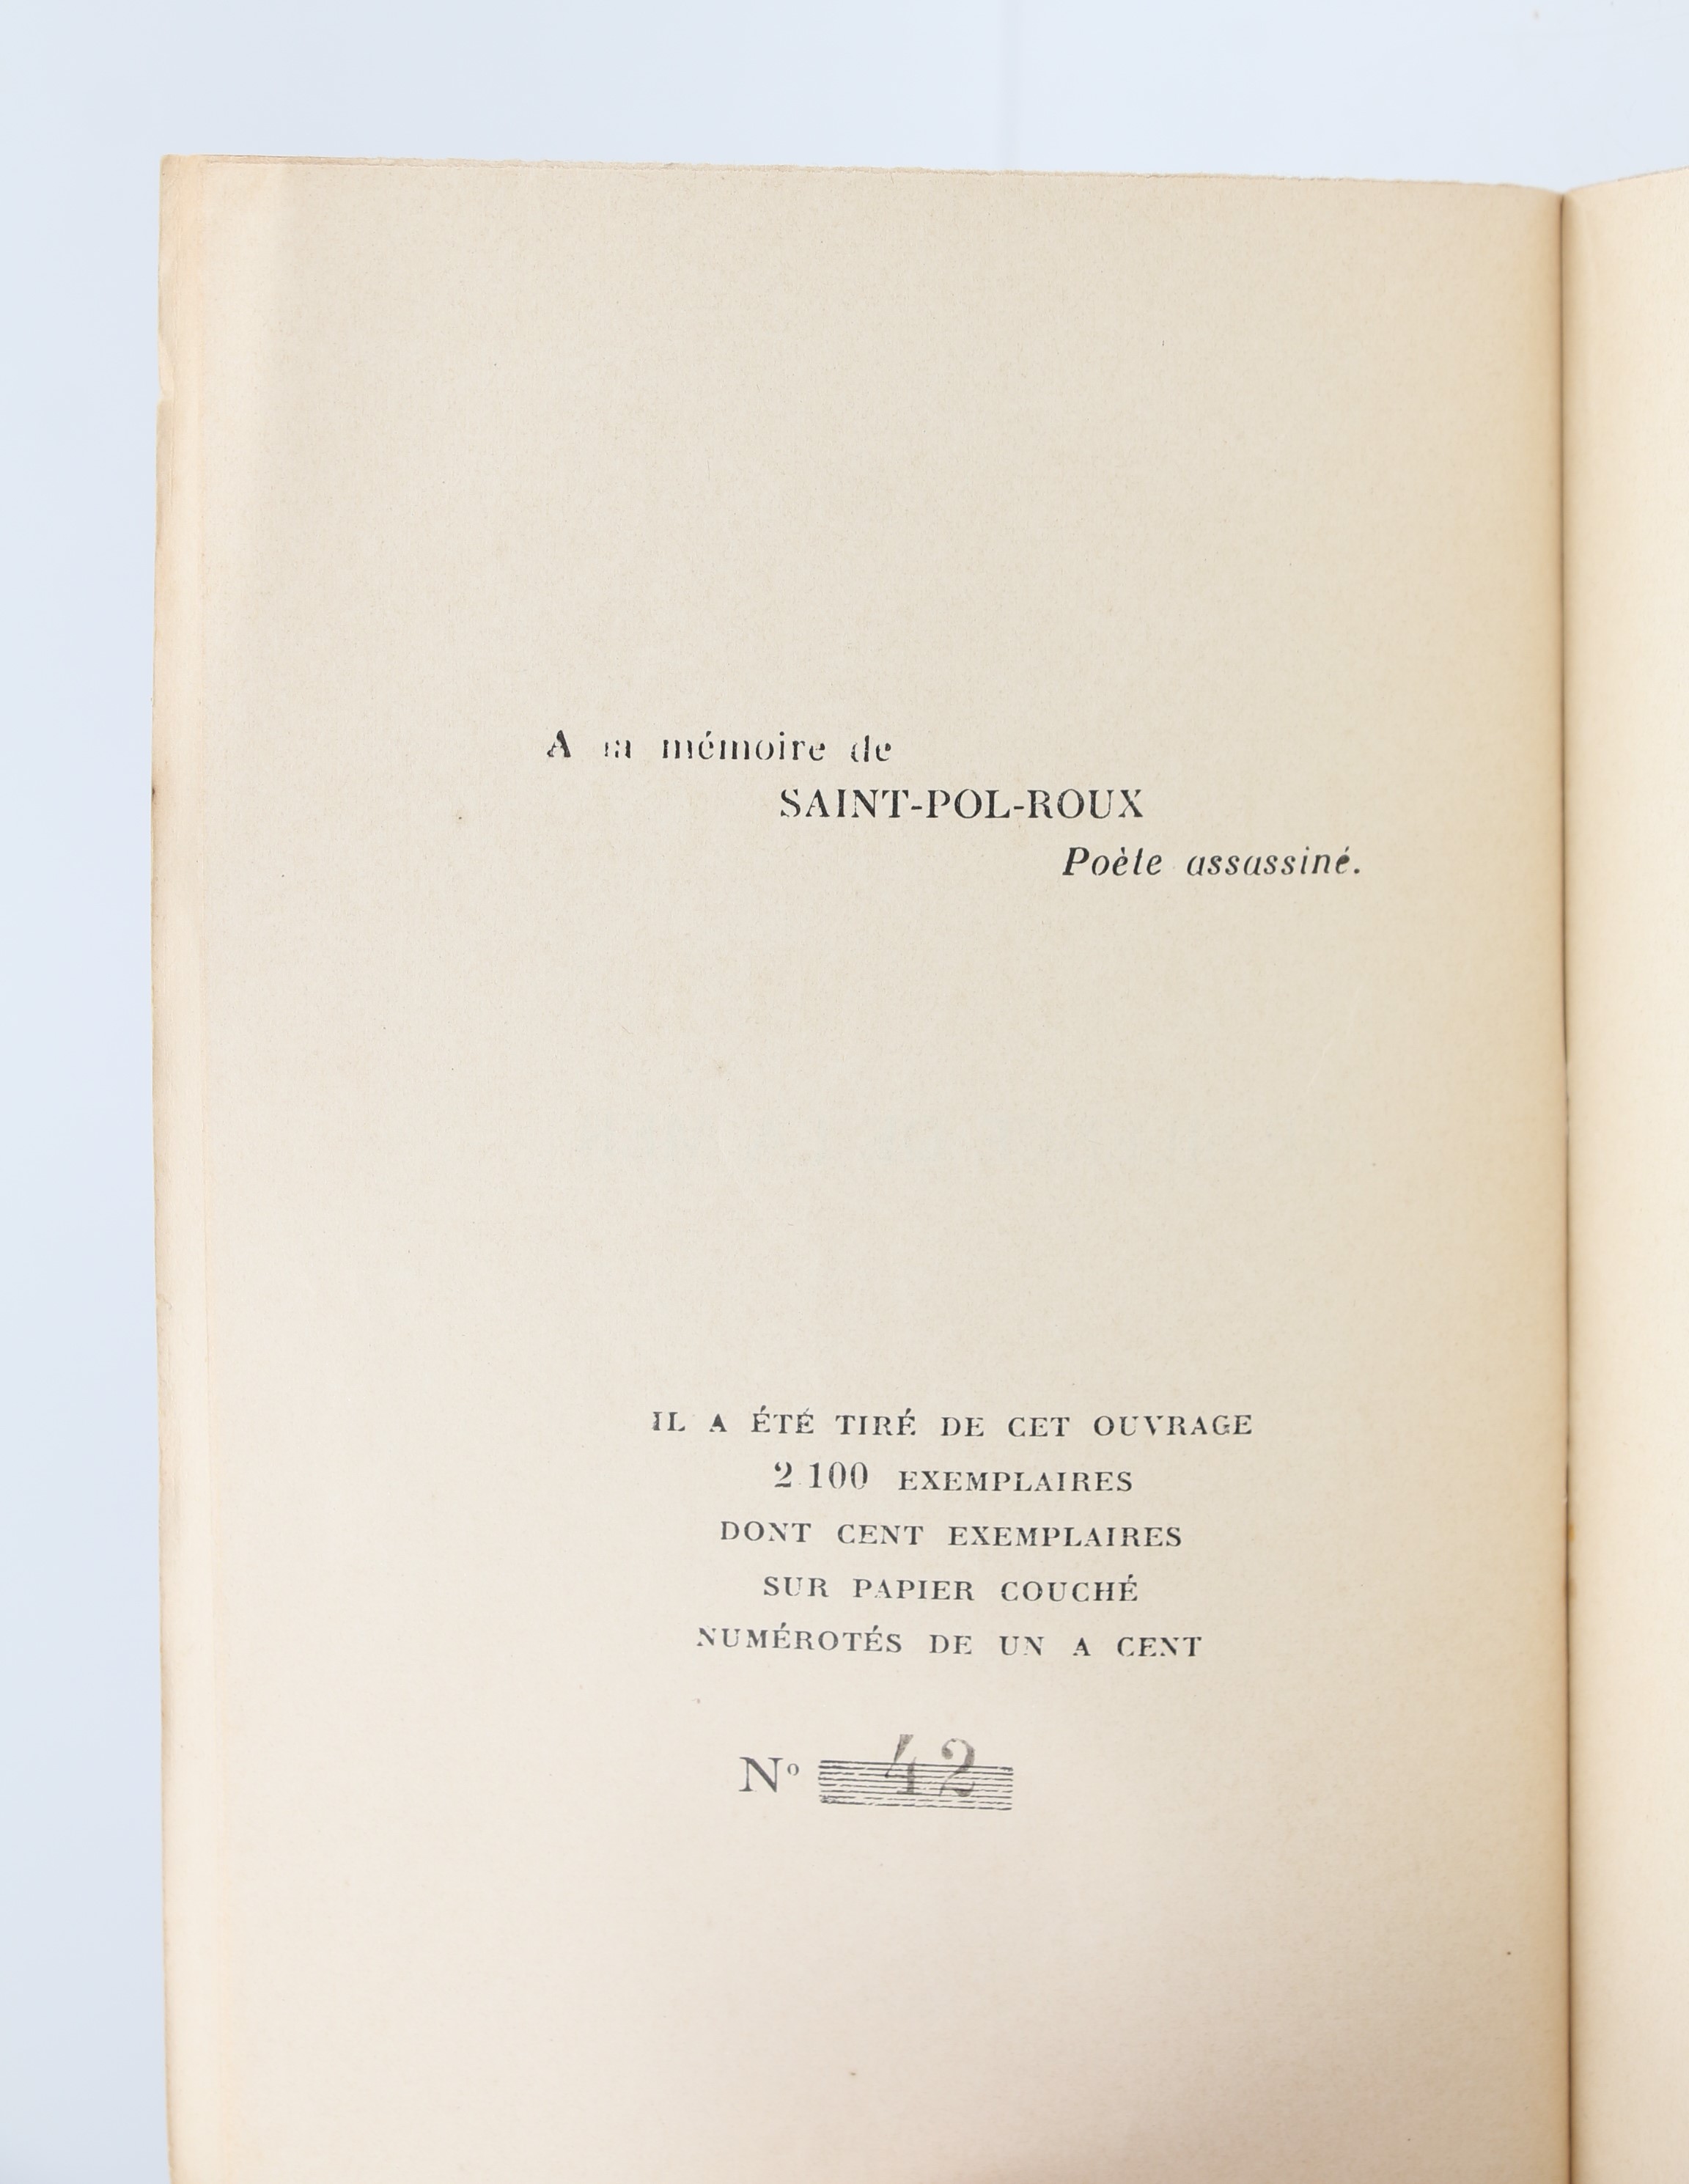 A la mémoire de
SAINT-POL-ROUX
Poète assassiné.
IL A ÉTÉ TIRÉ DE CET OUVRAGE
2.100 EXEMPLAIRES
DONT CENT EXEMPLAIRES
SUR PAPIER COUCHÉ
NUMÉROTÉS DE UN A CENT
Nº 42